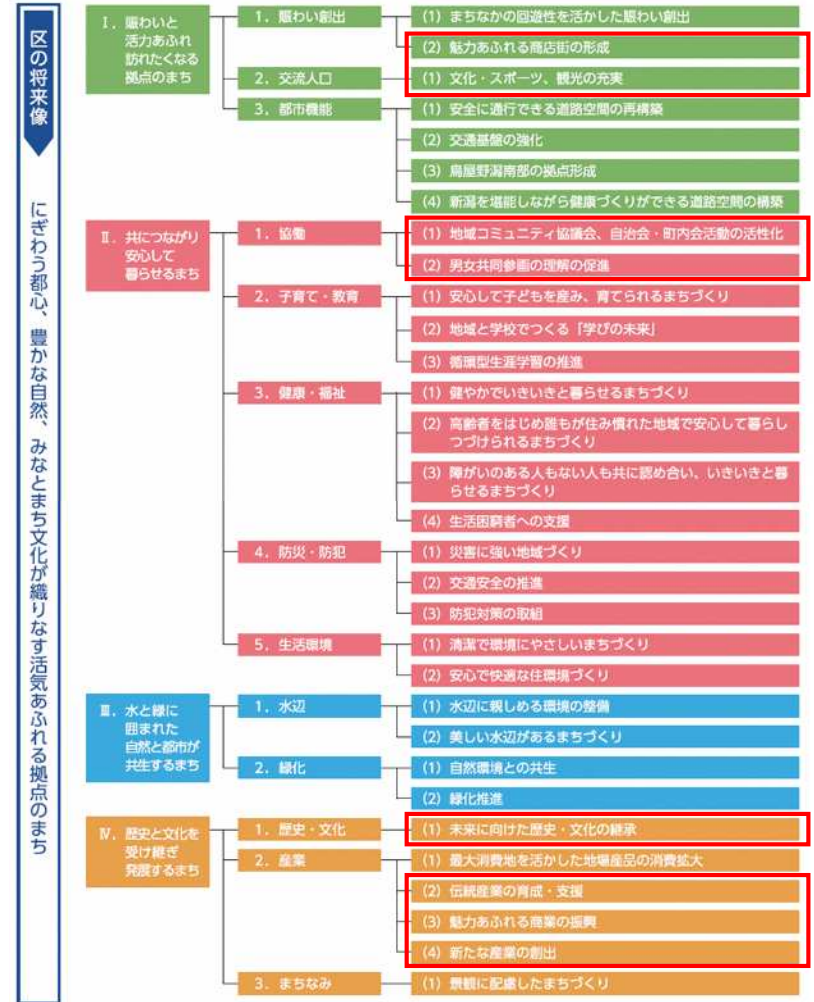 区の将来像
にぎわう都心、豊かな自然、みなとまち文化が織りなす活気あふれる拠点のまち
Ⅰ. 賑わいと
活力あふれ
訪れたくなる
拠点のまち
1. 賑わい創出
(1) まちなかの回遊性を活かした賑わい創出
(2) 魅力あふれる商店街の形成
2. 交流人口
(1) 文化・スポーツ、観光の充実
3. 都市機能
(1) 安全に通行できる道路空間の再構築
(2) 交通基盤の強化
(3) 鳥屋野潟南部の拠点形成
(4) 新潟を堪能しながら健康づくりができる道路空間の構築
Ⅱ. 共につながり
安心して
暮らせるまち
1. 協働
(1) 地域コミュニティ協議会、自治会・町内会活動の活性化
(2) 男女共同参画の理解の促進
2. 子育て・教育
(1) 安心して子どもを産み、育てられるまちづくり
(2) 地域と学校でつくる「学びの未来」
(3) 循環型生涯学習の推進
3. 健康・福祉
(1) 健やかでいきいきと暮らせるまちづくり
(2) 高齢者をはじめ誰もが住み慣れた地域で安心して暮らし
つづけられるまちづくり
(3) 障がいのある人もない人も共に認め合い、いきいきと暮
らせるまちづくり
(4) 生活困窮者への支援
4. 防災・防犯
(1) 災害に強い地域づくり
(2) 交通安全の推進
(3) 防犯対策の取組
5. 生活環境
(1) 清潔で環境にやさしいまちづくり
(2) 安心で快適な住環境づくり
Ⅲ. 水と緑に
囲まれた
自然と都市が
共生するまち
1. 水辺
(1) 水辺に親しめる環境の整備
(2) 美しい水辺があるまちづくり
2. 緑化
(1) 自然環境との共生
(2) 緑化推進
Ⅳ. 歴史と文化を
受け継ぎ
発展するまち
1. 歴史・文化
(1) 未来に向けた歴史・文化の継承
2. 産業
(1) 最大消費地を活かした地場産品の消費拡大
(2) 伝統産業の育成・支援
(3) 魅力あふれる商業の振興
(4) 新たな産業の創出
3. まちなみ
(1) 景観に配慮したまちづくり